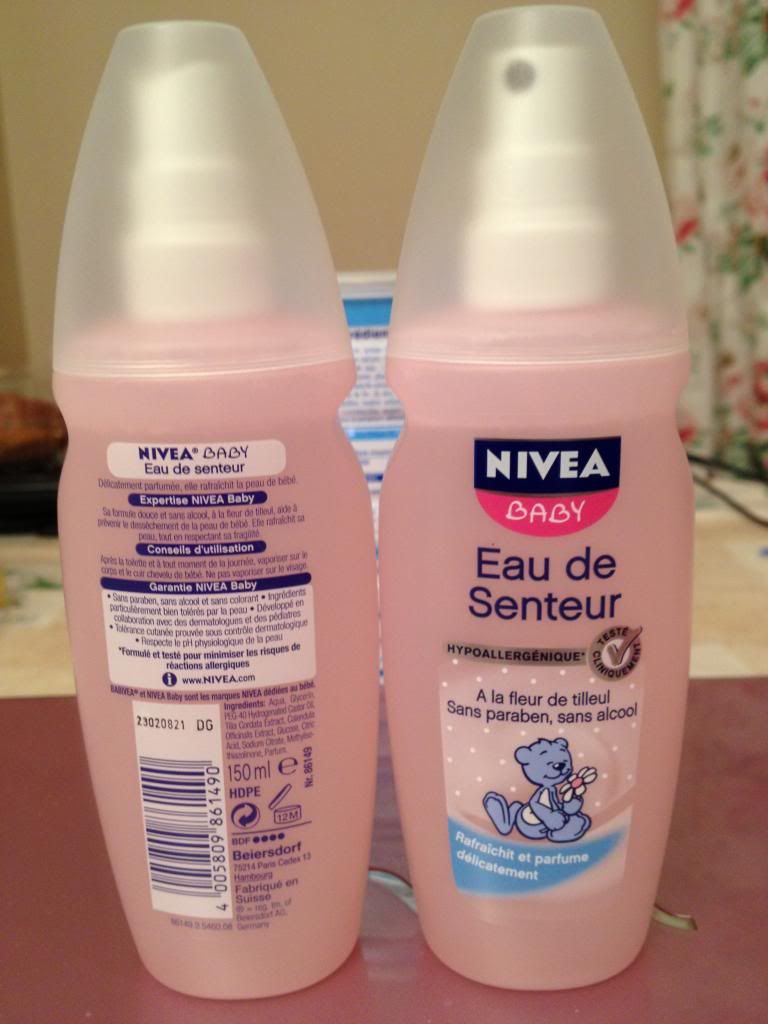 NIVEA® BABY
Eau de senteur
Délicatement parfumée, elle rafraîchit la peau de bébé.
Expertise NIVEA Baby
Sa formule douce et sans alcool, à la fleur de tilleul, aide à
prévenir le dessèchement de la peau de bébé. Elle rafraîchit sa
peau, tout en respectant sa fragilité.
Conseils d'utilisation
Après la toilette et à tout moment de la journée, vaporiser sur le
corps et le cuir chevelu de bébé. Ne pas vaporiser sur le visage.
Garantie NIVEA Baby
• Sans paraben, sans alcool et sans colorant • Ingrédients
particulièrement bien tolérés par la peau • Développé en
collaboration avec des dermatologues et des pédiatres
• Tolérance cutanée prouvée sous contrôle dermatologique
• Respecte le pH physiologique de la peau
*Formulé et testé pour minimiser les risques de
réactions allergiques
i www.NIVEA.com
BABIVEA® et NIVEA Baby sont les marques NIVEA dédiées au bébé.
23020821 DG
Ingredients: Aqua, Glycerin,
PEG-40 Hydrogenated Castor Oil,
Tilia Cordata Extract, Calendula
Officinalis Extract, Glucose, Citric
Acid, Sodium Citrate, Methyliso-
thiazolinone, Parfum.
150 ml e
Nr. 86149
HDPE
12M
BDF ●●●●
Beiersdorf
75214 Paris Cedex 13
Hambourg
Fabriqué en
Suisse
® = reg. tm. of
Beiersdorf AG,
Germany
4 005809 861490
NIVEA
BABY
Eau de
Senteur
HYPOALLERGÉNIQUE*
TESTÉ
CLINIQUEMENT
A la fleur de tilleul
Sans paraben, sans alcool
Rafraîchit et parfume
délicatement